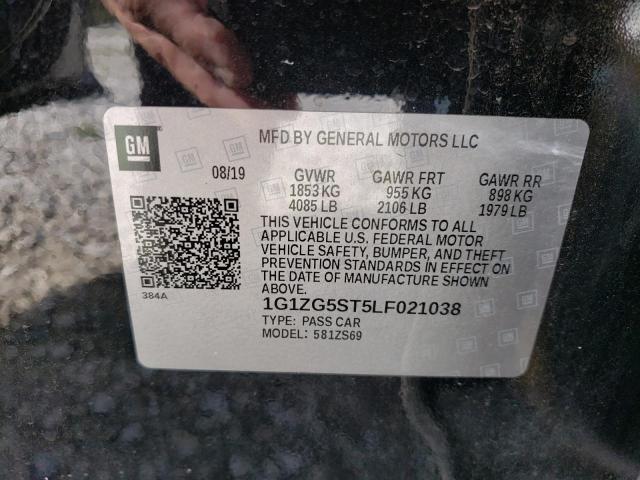 GM
MFD BY GENERAL MOTORS LLC
08/19 GVWR GAWR FRT GAWR RR
1853 KG 955 KG 898 KG
4085 LB 2106 LB 1979 LB
THIS VEHICLE CONFORMS TO ALL
APPLICABLE U.S. FEDERAL MOTOR
VEHICLE SAFETY, BUMPER, AND THEFT
PREVENTION STANDARDS IN EFFECT ON
THE DATE OF MANUFACTURE SHOWN
ABOVE.
384A
1G1ZG5ST5LF021038
TYPE: PASS CAR
MODEL: 581ZS69